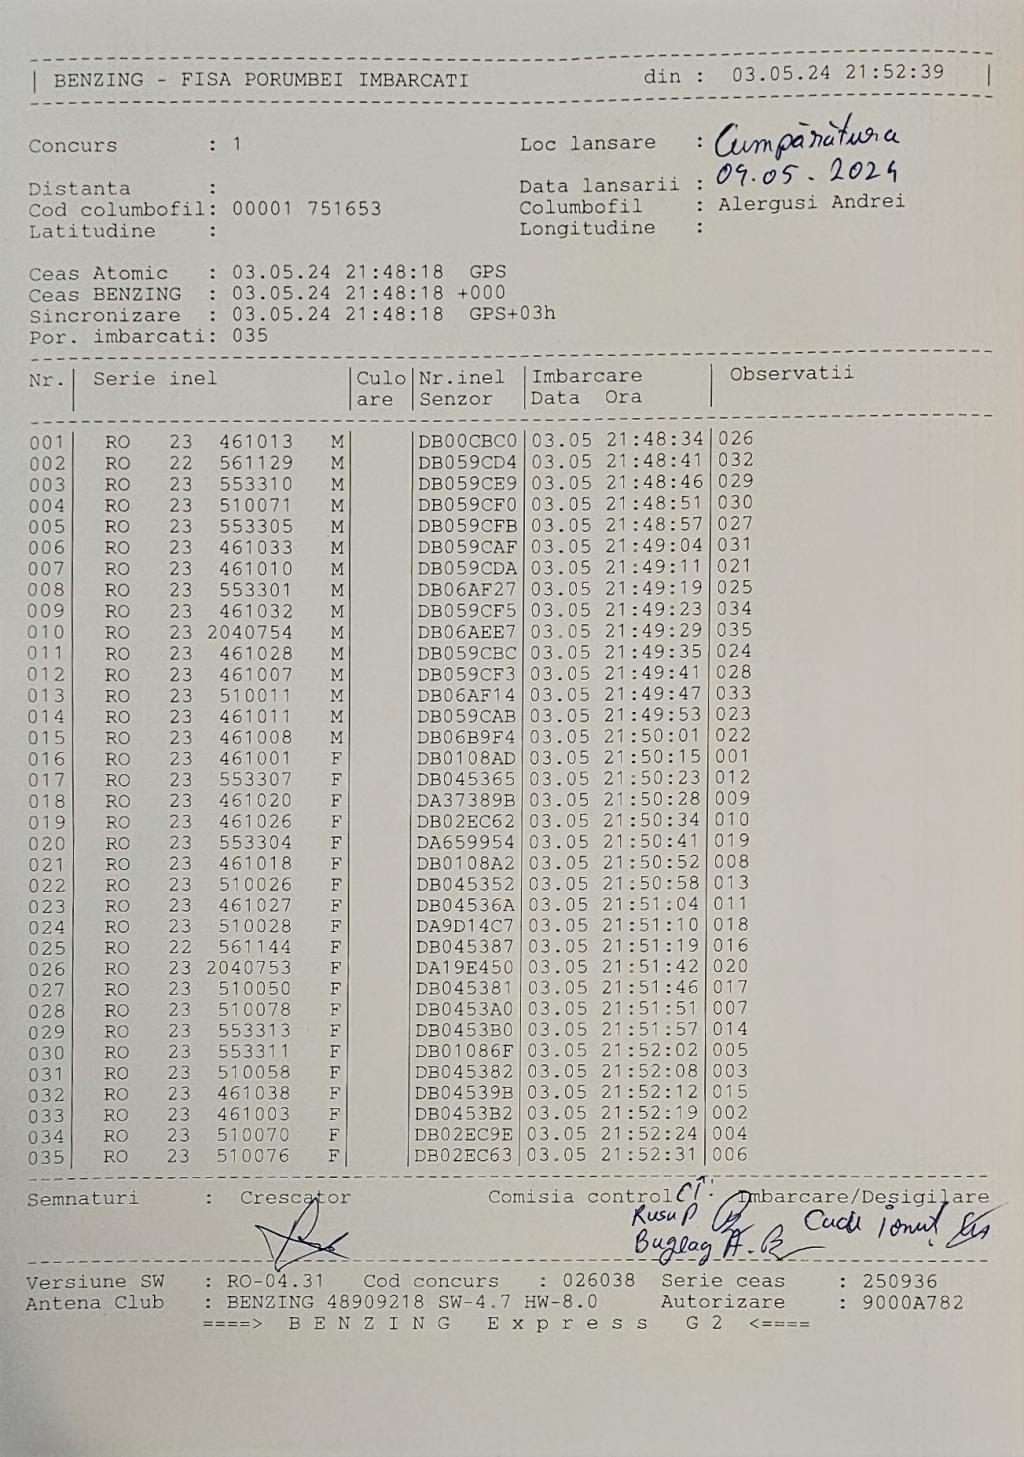 | BENZING - FISA PORUMBEI IMBARCATI din : 03.05.24 21:52:39 |
Concurs : 1 Loc lansare : Cumpărătura
Distanta : Data lansarii : 04.05.2024
Cod columbofil: 00001 751653 Columbofil : Alergusi Andrei
Latitudine : Longitudine :
Ceas Atomic : 03.05.24 21:48:18 GPS
Ceas BENZING : 03.05.24 21:48:18 +000
Sincronizare : 03.05.24 21:48:18 GPS+03h
Por. imbarcati: 035
Nr.| Serie inel |Culo|Nr.inel |Imbarcare | Observatii
| |are |Senzor |Data Ora |
001| RO 23 461013 M| |DB00CBC0|03.05 21:48:34|026
002| RO 22 561129 M| |DB059CD4|03.05 21:48:41|032
003| RO 23 553310 M| |DB059CE9|03.05 21:48:46|029
004| RO 23 510071 M| |DB059CF0|03.05 21:48:51|030
005| RO 23 553305 M| |DB059CFB|03.05 21:48:57|027
006| RO 23 461033 M| |DB059CAF|03.05 21:49:04|031
007| RO 23 461010 M| |DB059CDA|03.05 21:49:11|021
008| RO 23 553301 M| |DB06AF27|03.05 21:49:19|025
009| RO 23 461032 M| |DB059CF5|03.05 21:49:23|034
010| RO 23 2040754 M| |DB06AEE7|03.05 21:49:29|035
011| RO 23 461028 M| |DB059CBC|03.05 21:49:35|024
012| RO 23 461007 M| |DB059CF3|03.05 21:49:41|028
013| RO 23 510011 M| |DB06AF14|03.05 21:49:47|033
014| RO 23 461011 M| |DB059CAB|03.05 21:49:53|023
015| RO 23 461008 M| |DB06B9F4|03.05 21:50:01|022
016| RO 23 461001 F| |DB0108AD|03.05 21:50:15|001
017| RO 23 553307 F| |DB045365|03.05 21:50:23|012
018| RO 23 461020 F| |DA37389B|03.05 21:50:28|009
019| RO 23 461026 F| |DB02EC62|03.05 21:50:34|010
020| RO 23 553304 F| |DA659954|03.05 21:50:41|019
021| RO 23 461018 F| |DB0108A2|03.05 21:50:52|008
022| RO 23 510026 F| |DB045352|03.05 21:50:58|013
023| RO 23 461027 F| |DB04536A|03.05 21:51:04|011
024| RO 23 510028 F| |DA9D14C7|03.05 21:51:10|018
025| RO 22 561144 F| |DB045387|03.05 21:51:19|016
026| RO 23 2040753 F| |DA19E450|03.05 21:51:42|020
027| RO 23 510050 F| |DB045381|03.05 21:51:46|017
028| RO 23 510078 F| |DB0453A0|03.05 21:51:51|007
029| RO 23 553313 F| |DB0453B0|03.05 21:51:57|014
030| RO 23 553311 F| |DB01086F|03.05 21:52:02|005
031| RO 23 510058 F| |DB045382|03.05 21:52:08|003
032| RO 23 461038 F| |DB04539B|03.05 21:52:12|015
033| RO 23 461003 F| |DB0453B2|03.05 21:52:19|002
034| RO 23 510070 F| |DB02EC9E|03.05 21:52:24|004
035| RO 23 510076 F| |DB02EC63|03.05 21:52:31|006
Semnaturi : Crescator Comisia control Imbarcare/Desigilare
Rusu P Ionuț
Buglag A.
Versiune SW : RO-04.31 Cod concurs : 026038 Serie ceas : 250936
Antena Club : BENZING 48909218 SW-4.7 HW-8.0 Autorizare : 9000A782
====> B E N Z I N G E x p r e s s G 2 <====